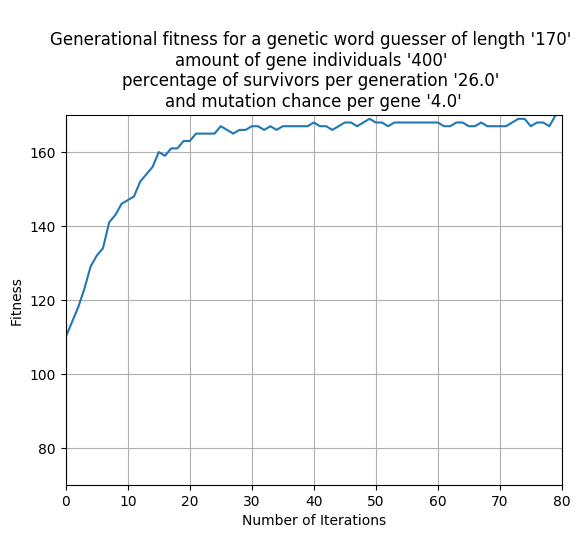 Generational fitness for a genetic word guesser of length '170'
amount of gene individuals '400'
percentage of survivors per generation '26.0'
and mutation chance per gene '4.0'
160
140
120
100
80
Fitness
0 10 20 30 40 50 60 70 80
Number of Iterations